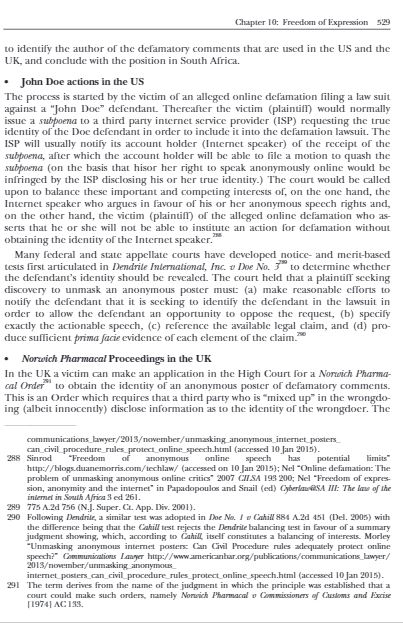 Chapter 10: Freedom of Expression 529
to identify the author of the defamatory comments that are used in the US and the
UK, and conclude with the position in South Africa.
• John Doe actions in the US
The process is started by the victim of an alleged online defamation filing a law suit
against a “John Doe” defendant. Thereafter the victim (plaintiff) would normally
issue a subpoena to a third party internet service provider (ISP) requesting the true
identity of the Doe defendant in order to include it into the defamation lawsuit. The
ISP will usually notify its account holder (Internet speaker) of the receipt of the
subpoena, after which the account holder will be able to file a motion to quash the
subpoena (on the basis that hisor her right to speak anonymously online would be
infringed by the ISP disclosing his or her true identity.) The court would be called
upon to balance these important and competing interests of, on the one hand, the
Internet speaker who argues in favour of his or her anonymous speech rights and,
on the other hand, the victim (plaintiff) of the alleged online defamation who as-
serts that he or she will not be able to institute an action for defamation without
obtaining the identity of the Internet speaker.288
Many federal and state appellate courts have developed notice- and merit-based
tests first articulated in Dendrite International, Inc. v Doe No. 3289 to determine whether
the defendant’s identity should be revealed. The court held that a plaintiff seeking
discovery to unmask an anonymous poster must: (a) make reasonable efforts to
notify the defendant that it is seeking to identify the defendant in the lawsuit in
order to allow the defendant an opportunity to oppose the request, (b) specify
exactly the actionable speech, (c) reference the available legal claim, and (d) pro-
duce sufficient prima facie evidence of each element of the claim.290
• Norwich Pharmacal Proceedings in the UK
In the UK a victim can make an application in the High Court for a Norwich Pharma-
cal Order291 to obtain the identity of an anonymous poster of defamatory comments.
This is an Order which requires that a third party who is “mixed up” in the wrongdo-
ing (albeit innocently) disclose information as to the identity of the wrongdoer. The
communications_lawyer/2013/november/unmasking_anonymous_internet_posters_
can_civil_procedure_rules_protect_online_speech.html (accessed 10 Jan 2015).
288 Sinrod “Freedom of anonymous online speech has potential limits”
http://blogs.duanemorris.com/techlaw/ (accessed on 10 Jan 2015); Nel “Online defamation: The
problem of unmasking anonymous online critics” 2007 CILSA 193 200; Nel “Freedom of expres-
sion, anonymity and the internet” in Papadopoulos and Snail (ed) Cyberlaw@SA III: The law of the
internet in South Africa 3 ed 261.
289 775 A.2d 756 (N.J. Super. Ct. App. Div. 2001).
290 Following Dendrite, a similar test was adopted in Doe No. 1 v Cahill 884 A.2d 451 (Del. 2005) with
the difference being that the Cahill test rejects the Dendrite balancing test in favour of a summary
judgment showing, which, according to Cahill, itself constitutes a balancing of interests. Morley
“Unmasking anonymous internet posters: Can Civil Procedure rules adequately protect online
speech?” Communications Lawyer http://www.americanbar.org/publications/communications_lawyer/
2013/november/unmasking_anonymous_
internet_posters_can_civil_procedure_rules_protect_online_speech.html (accessed 10 Jan 2015).
291 The term derives from the name of the judgment in which the principle was established that a
court could make such orders, namely Norwich Pharmacal v Commissioners of Customs and Excise
[1974] AC 133.